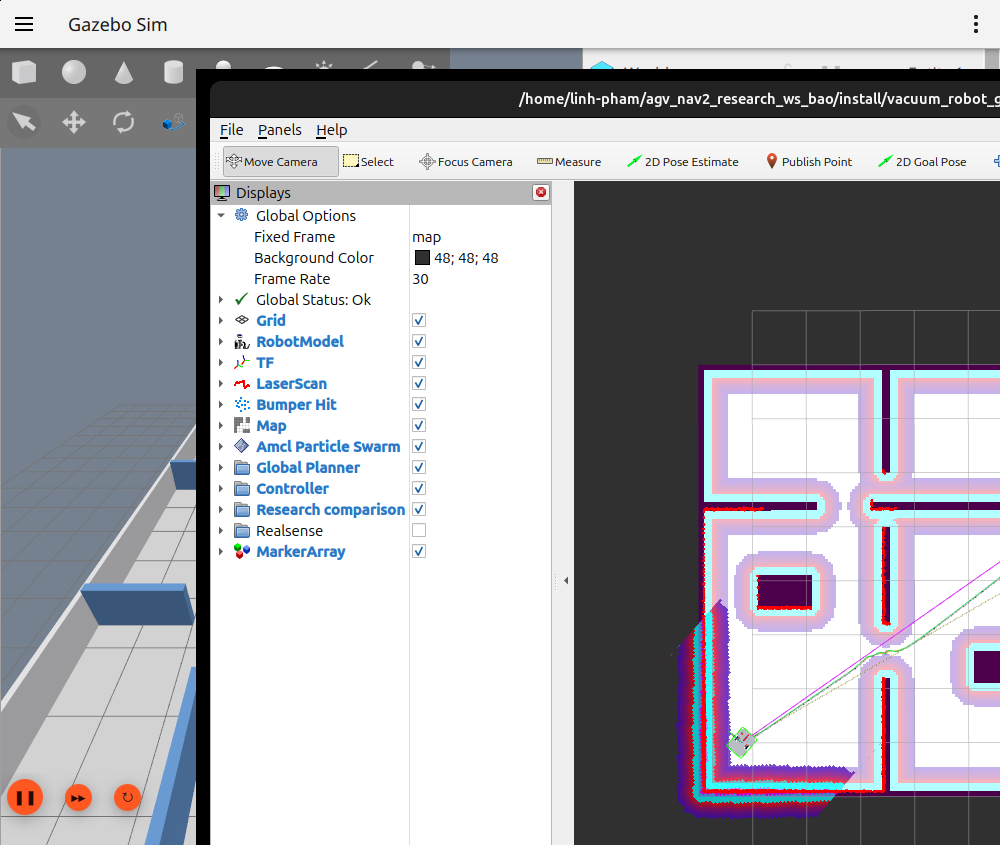 Gazebo Sim
/home/linh-pham/agv_nav2_research_ws_bao/install/vacuum_robot_g
File Panels Help
Move Camera Select Focus Camera Measure 2D Pose Estimate Publish Point 2D Goal Pose
Displays
Global Options
Fixed Frame map
Background Color 48; 48; 48
Frame Rate 30
Global Status: Ok
Grid
RobotModel
TF
LaserScan
Bumper Hit
Map
Amcl Particle Swarm
Global Planner
Controller
Research comparison
Realsense
MarkerArray